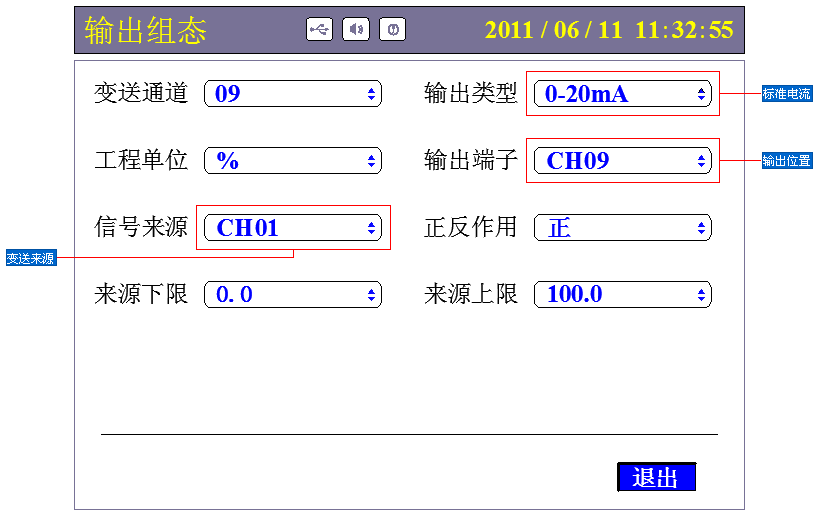 输出组态 2011 / 06 / 11 11:32:55
变送通道 09 输出类型 0-20mA 标准电流
工程单位 % 输出端子 CH09 输出位置
信号来源 CH01 正反作用 正
变送来源
来源下限 0.0 来源上限 100.0
退出